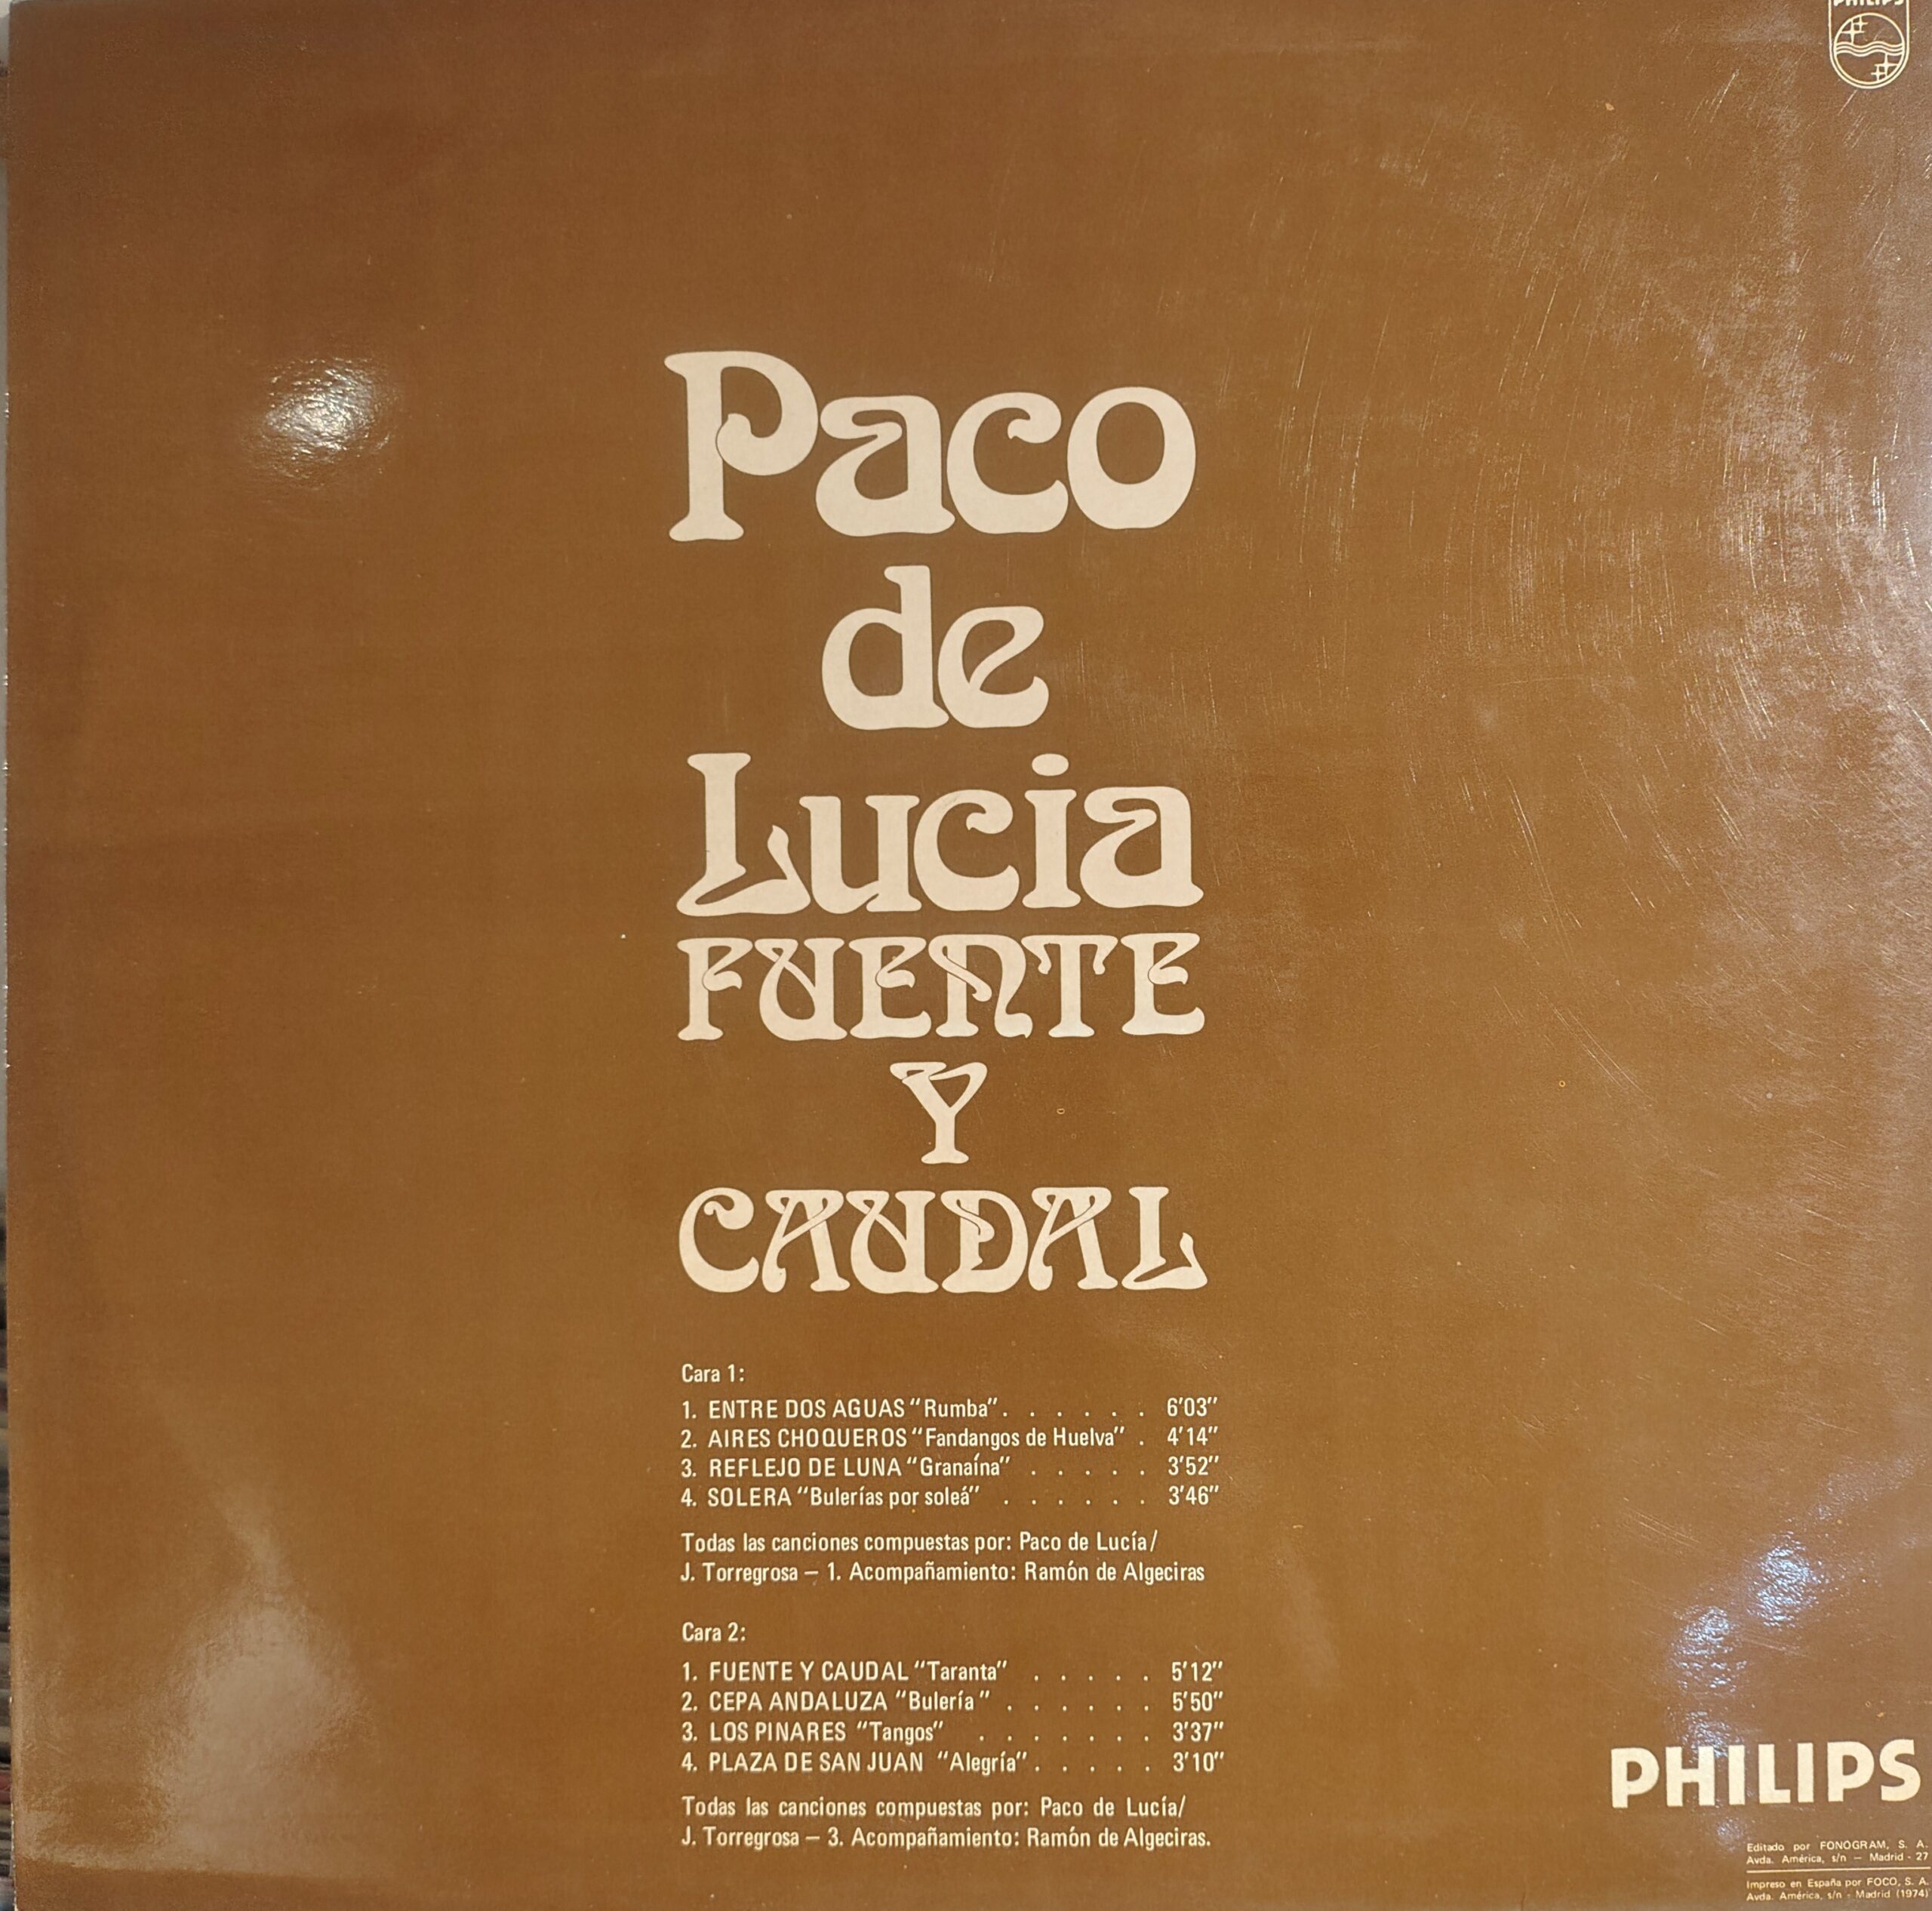 PHILIPS
Paco
de
Lucia
FUENTE
Y
CAUDAL
Cara 1:
1. ENTRE DOS AGUAS "Rumba" . . . . . . 6'03"
2. AIRES CHOQUEROS "Fandangos de Huelva" . 4'14"
3. REFLEJO DE LUNA "Granaína" . . . . . 3'52"
4. SOLERA "Bulerías por soleá" . . . . . . 3'46"
Todas las canciones compuestas por: Paco de Lucía/
J. Torregrosa – 1. Acompañamiento: Ramón de Algeciras
Cara 2:
1. FUENTE Y CAUDAL "Taranta" . . . . . 5'12"
2. CEPA ANDALUZA "Bulería" . . . . . . 5'50"
3. LOS PINARES "Tangos" . . . . . . . 3'37"
4. PLAZA DE SAN JUAN "Alegría" . . . . . 3'10"
Todas las canciones compuestas por: Paco de Lucía/
J. Torregrosa – 3. Acompañamiento: Ramón de Algeciras.
PHILIPS
Editado por FONOGRAM, S. A.
Avda. América, s/n – Madrid - 27
Impreso en España por FOCO, S. A.
Avda. América, s/n - Madrid (1974)